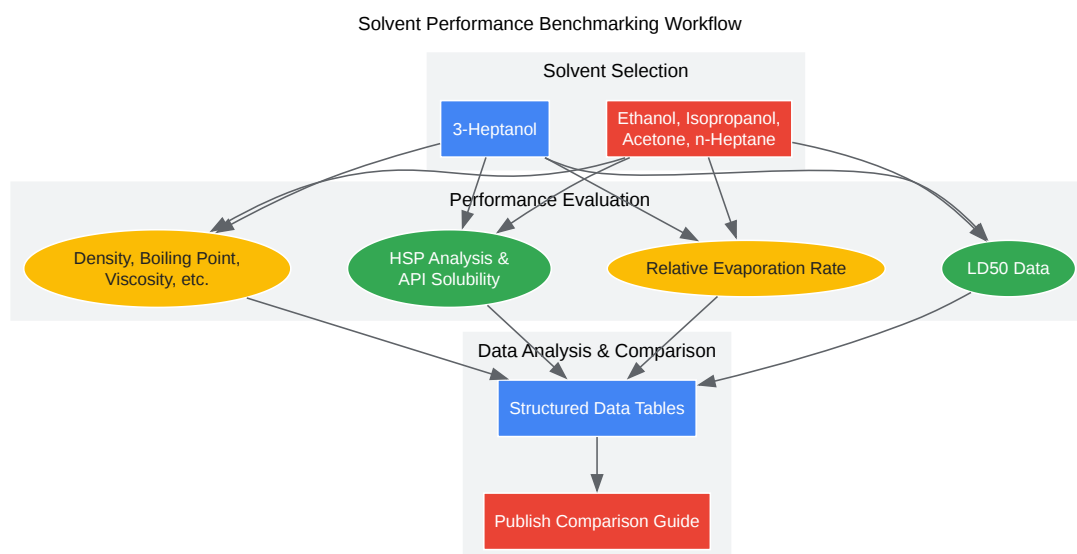 Solvent Performance Benchmarking Workflow
Solvent Selection
3-Heptanol
Ethanol, Isopropanol,
Acetone, n-Heptane
Performance Evaluation
Density, Boiling Point,
Viscosity, etc.
HSP Analysis &
API Solubility
Relative Evaporation Rate
LD50 Data
Data Analysis & Comparison
Structured Data Tables
Publish Comparison Guide